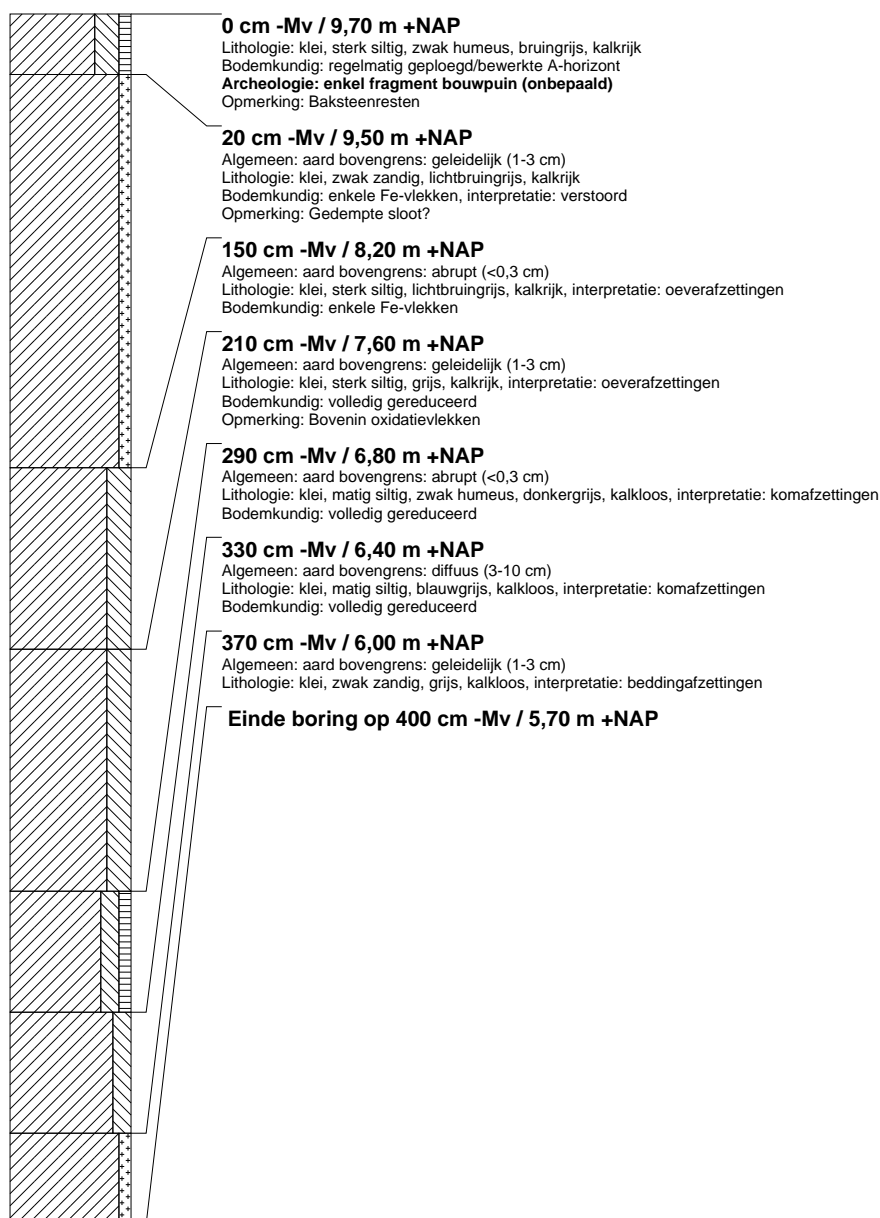 0 cm -Mv / 9,70 m +NAP
Lithologie: klei, sterk siltig, zwak humeus, bruingrijs, kalkrijk
Bodemkundig: regelmatig geploegd/bewerkte A-horizont
Archeologie: enkel fragment bouwpuin (onbepaald)
Opmerking: Baksteenresten
20 cm -Mv / 9,50 m +NAP
Algemeen: aard bovengrens: geleidelijk (1-3 cm)
Lithologie: klei, zwak zandig, lichtbruingrijs, kalkrijk
Bodemkundig: enkele Fe-vlekken, interpretatie: verstoord
Opmerking: Gedempte sloot?
150 cm -Mv / 8,20 m +NAP
Algemeen: aard bovengrens: abrupt (<0,3 cm)
Lithologie: klei, sterk siltig, lichtbruingrijs, kalkrijk, interpretatie: oeverafzettingen
Bodemkundig: enkele Fe-vlekken
210 cm -Mv / 7,60 m +NAP
Algemeen: aard bovengrens: geleidelijk (1-3 cm)
Lithologie: klei, sterk siltig, grijs, kalkrijk, interpretatie: oeverafzettingen
Bodemkundig: volledig gereduceerd
Opmerking: Bovenin oxidatievlekken
290 cm -Mv / 6,80 m +NAP
Algemeen: aard bovengrens: abrupt (<0,3 cm)
Lithologie: klei, matig siltig, zwak humeus, donkergrijs, kalkloos, interpretatie: komafzettingen
Bodemkundig: volledig gereduceerd
330 cm -Mv / 6,40 m +NAP
Algemeen: aard bovengrens: diffuus (3-10 cm)
Lithologie: klei, matig siltig, blauwgrijs, kalkloos, interpretatie: komafzettingen
Bodemkundig: volledig gereduceerd
370 cm -Mv / 6,00 m +NAP
Algemeen: aard bovengrens: geleidelijk (1-3 cm)
Lithologie: klei, zwak zandig, grijs, kalkloos, interpretatie: beddingafzettingen
Einde boring op 400 cm -Mv / 5,70 m +NAP